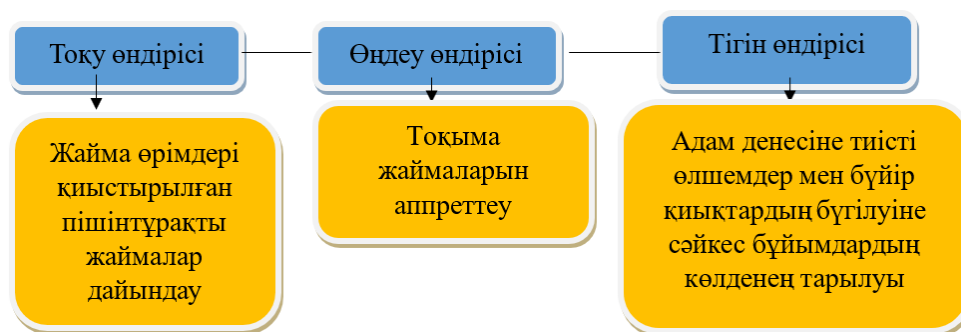 Тоқу өндірісі
Өңдеу өндірісі
Тігін өндірісі
Жайма өрімдері
қиыстырылған
пішінтұрақты
жаймалар
дайындау
Тоқыма
жаймаларын
аппреттеу
Адам денесіне тиісті
өлшемдер мен бүйір
қиықтардың бүгілуіне
сәйкес бұйымдардың
көлденең тарылуы